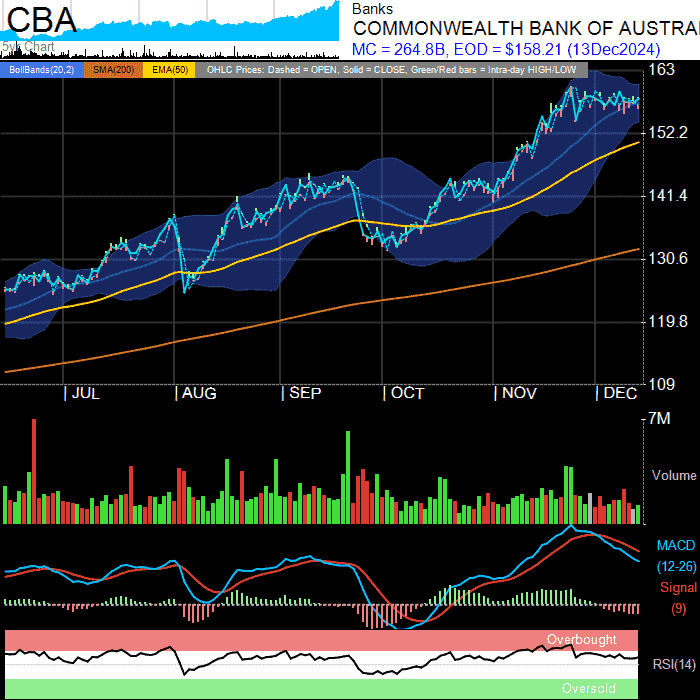 CBA
5yr Chart
Banks
COMMONWEALTH BANK OF AUSTRA
MC = 264.8B, EOD = $158.21 (13Dec2024)
BollBands(20,2) SMA(200) EMA(50) OHLC Prices: Dashed = OPEN, Solid = CLOSE, Green/Red bars = Intra-day HIGH/LOW
163
152.2
141.4
130.6
119.8
109
JUL AUG SEP OCT NOV DEC
7M
Volume
MACD
(12-26)
Signal
(9)
Overbought
RSI(14)
Oversold